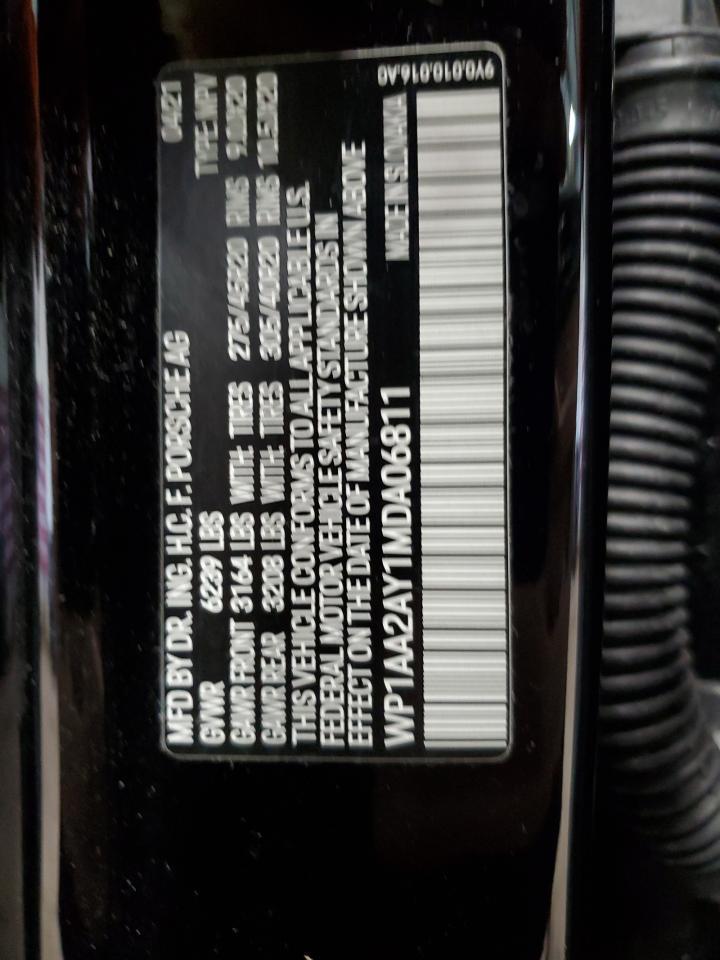 MFD BY DR. ING. H.C. F. PORSCHE AG 04/21
GVWR 6239 LBS TYPE: MPV
GAWR FRONT 3164 LBS WITH: TIRES 275/45R20 RIMS 9.0JX20
GAWR REAR 3208 LBS WITH: TIRES 305/40R20 RIMS 10.5JX20
THIS VEHICLE CONFORMS TO ALL APPLICABLE U.S.
FEDERAL MOTOR VEHICLE SAFETY STANDARDS IN
EFFECT ON THE DATE OF MANUFACTURE SHOWN ABOVE
WP1AA2AY1MDA06811 MADE IN SLOVAKIA
9Y0.010.016.A0